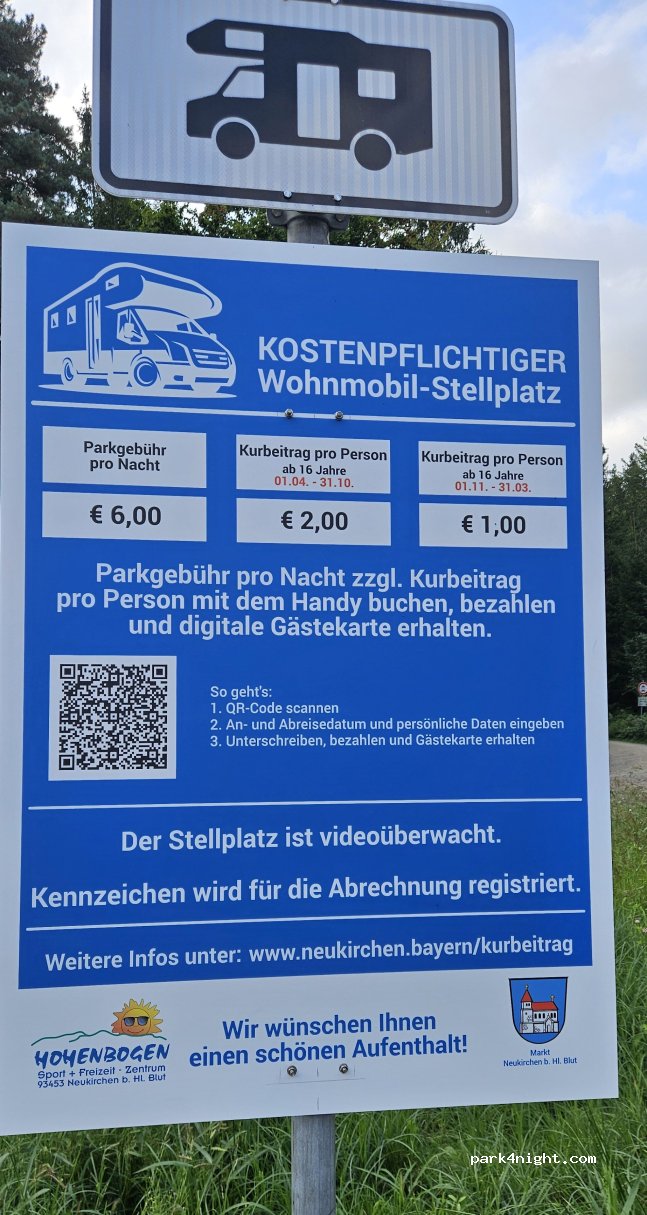 KOSTENPFLICHTIGER
Wohnmobil-Stellplatz
Parkgebühr
pro Nacht
€ 6,00
Kurbeitrag pro Person
ab 16 Jahre
01.04. - 31.10.
€ 2,00
Kurbeitrag pro Person
ab 16 Jahre
01.11. - 31.03.
€ 1,00
Parkgebühr pro Nacht zzgl. Kurbeitrag
pro Person mit dem Handy buchen, bezahlen
und digitale Gästekarte erhalten.
So geht's:
1. QR-Code scannen
2. An- und Abreisedatum und persönliche Daten eingeben
3. Unterschreiben, bezahlen und Gästekarte erhalten
Der Stellplatz ist videoüberwacht.
Kennzeichen wird für die Abrechnung registriert.
Weitere Infos unter: www.neukirchen.bayern/kurbeitrag
HOHENBOGEN
Sport + Freizeit - Zentrum
93453 Neukirchen b. Hl. Blut
Wir wünschen Ihnen
einen schönen Aufenthalt!
Markt
Neukirchen b. Hl. Blut
park4night.com